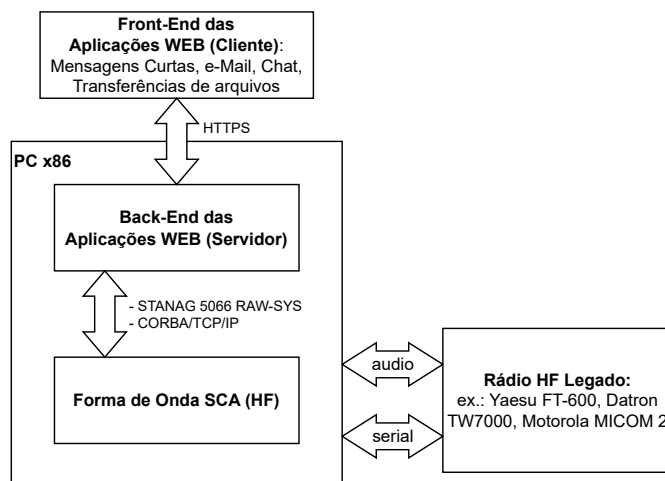 Front-End das
Aplicações WEB (Cliente):
Mensagens Curtas, e-Mail, Chat,
Transferências de arquivos
HTTPS
PC x86
Back-End das
Aplicações WEB (Servidor)
- STANAG 5066 RAW-SYS
- CORBA/TCP/IP
Forma de Onda SCA (HF)
audio
serial
Rádio HF Legado:
ex.: Yaesu FT-600, Datron
TW7000, Motorola MICOM 2